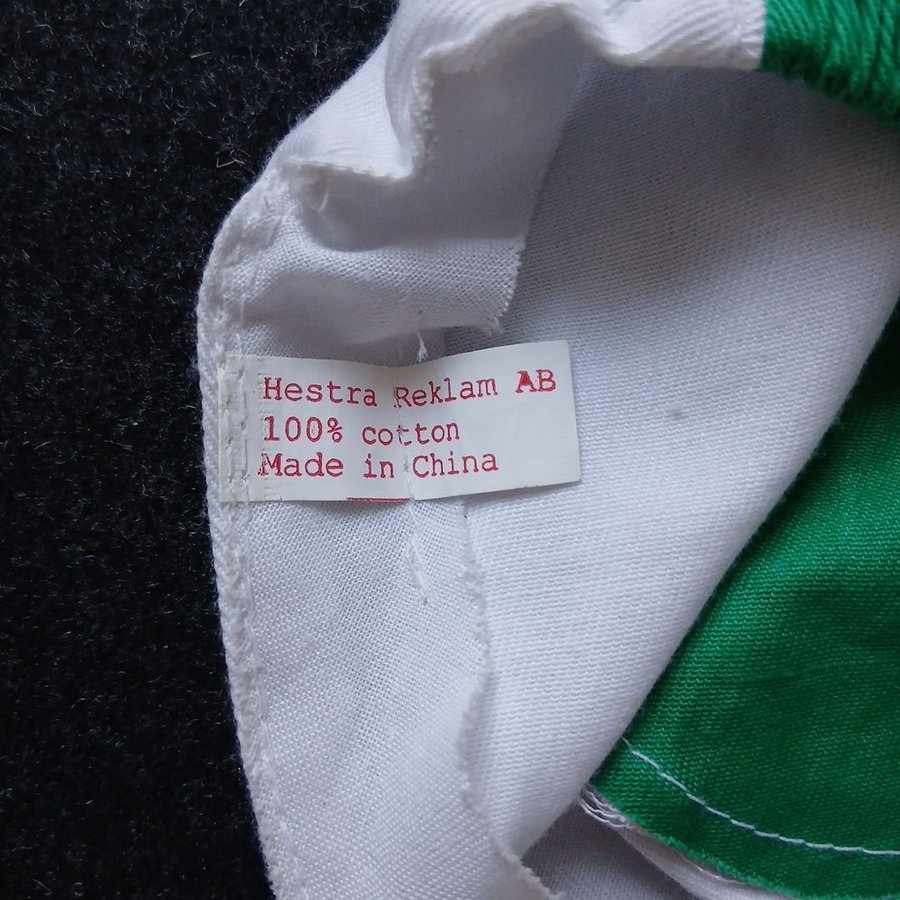 Hestra Reklam AB
100% cotton
Made in China